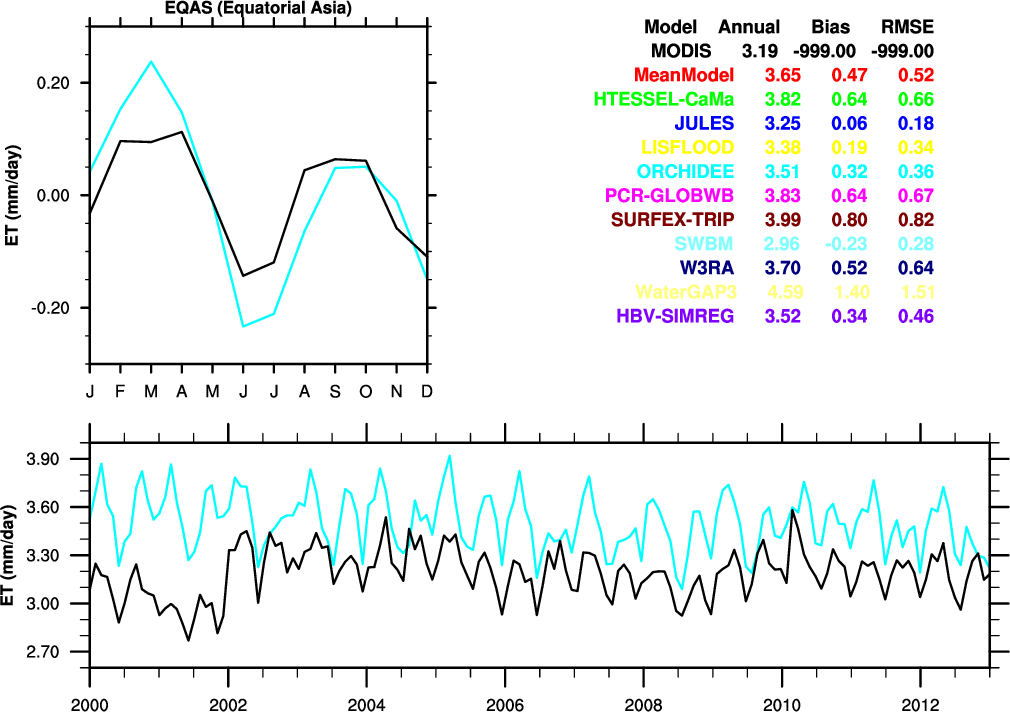 EQAS (Equatorial Asia)
ET (mm/day)
0.20
0.00
-0.20
J F M A M J J A S O N D
Model Annual Bias RMSE
MODIS 3.19 -999.00 -999.00
MeanModel 3.65 0.47 0.52
HTESSEL-CaMa 3.82 0.64 0.66
JULES 3.25 0.06 0.18
LISFLOOD 3.38 0.19 0.34
ORCHIDEE 3.51 0.32 0.36
PCR-GLOBWB 3.83 0.64 0.67
SURFEX-TRIP 3.99 0.80 0.82
SWBM 2.96 -0.23 0.28
W3RA 3.70 0.52 0.64
WaterGAP3 4.59 1.40 1.51
HBV-SIMREG 3.52 0.34 0.46
ET (mm/day)
3.90
3.60
3.30
3.00
2.70
2000 2002 2004 2006 2008 2010 2012